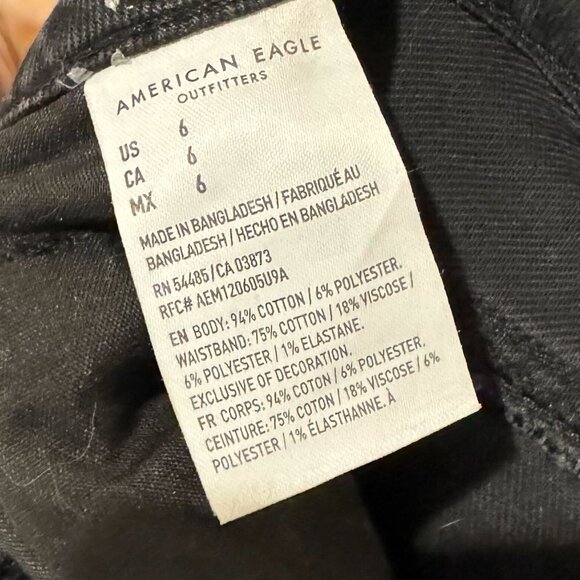 AMERICAN EAGLE
OUTFITTERS
US 6
CA 6
MX 6
MADE IN BANGLADESH / FABRIQUÉ AU
BANGLADESH / HECHO EN BANGLADESH
RN 54485 / CA 03873
RFC# AEM120605U9A
EN BODY: 94% COTTON / 6% POLYESTER.
WAISTBAND: 75% COTTON / 18% VISCOSE /
6% POLYESTER / 1% ELASTANE.
EXCLUSIVE OF DECORATION.
FR CORPS: 94% COTON / 6% POLYESTER.
CEINTURE: 75% COTON / 18% VISCOSE / 6%
POLYESTER / 1% ÉLASTHANNE. À